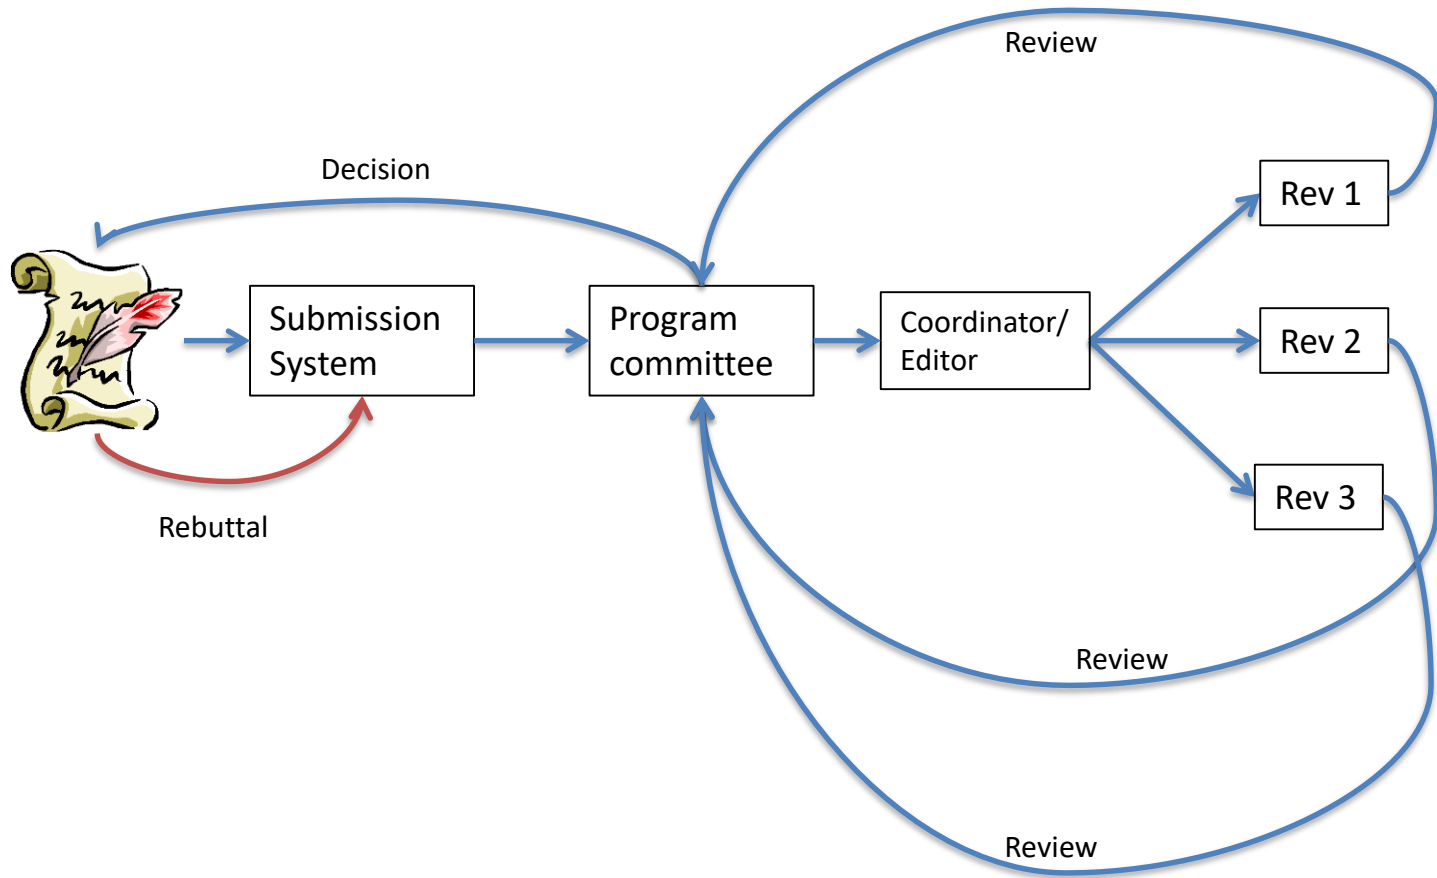 Review
Decision
Rev 1
Submission
System
Program
committee
Coordinator/
Editor
Rev 2
Rev 3
Rebuttal
Review
Review